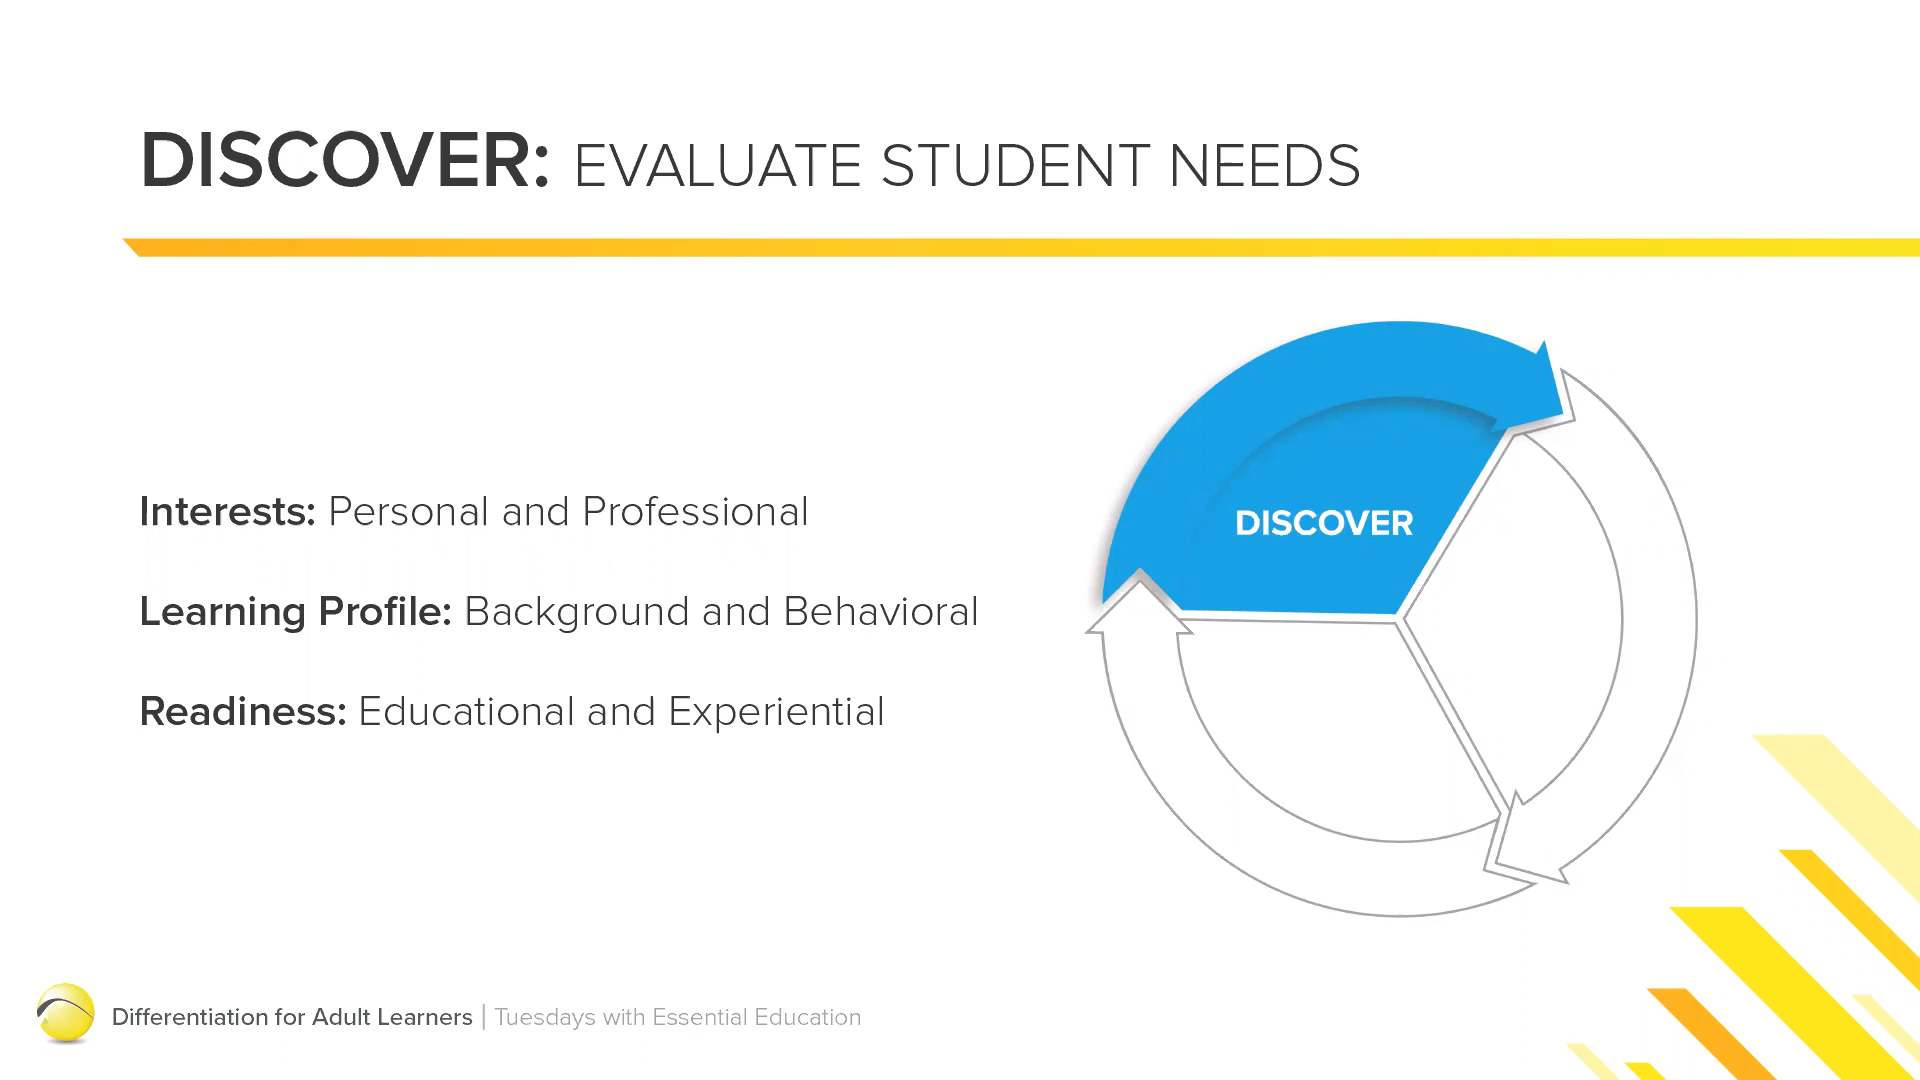 DISCOVER: EVALUATE STUDENT NEEDS
Interests: Personal and Professional
Learning Profile: Background and Behavioral
Readiness: Educational and Experiential
DISCOVER
Differentiation for Adult Learners | Tuesdays with Essential Education